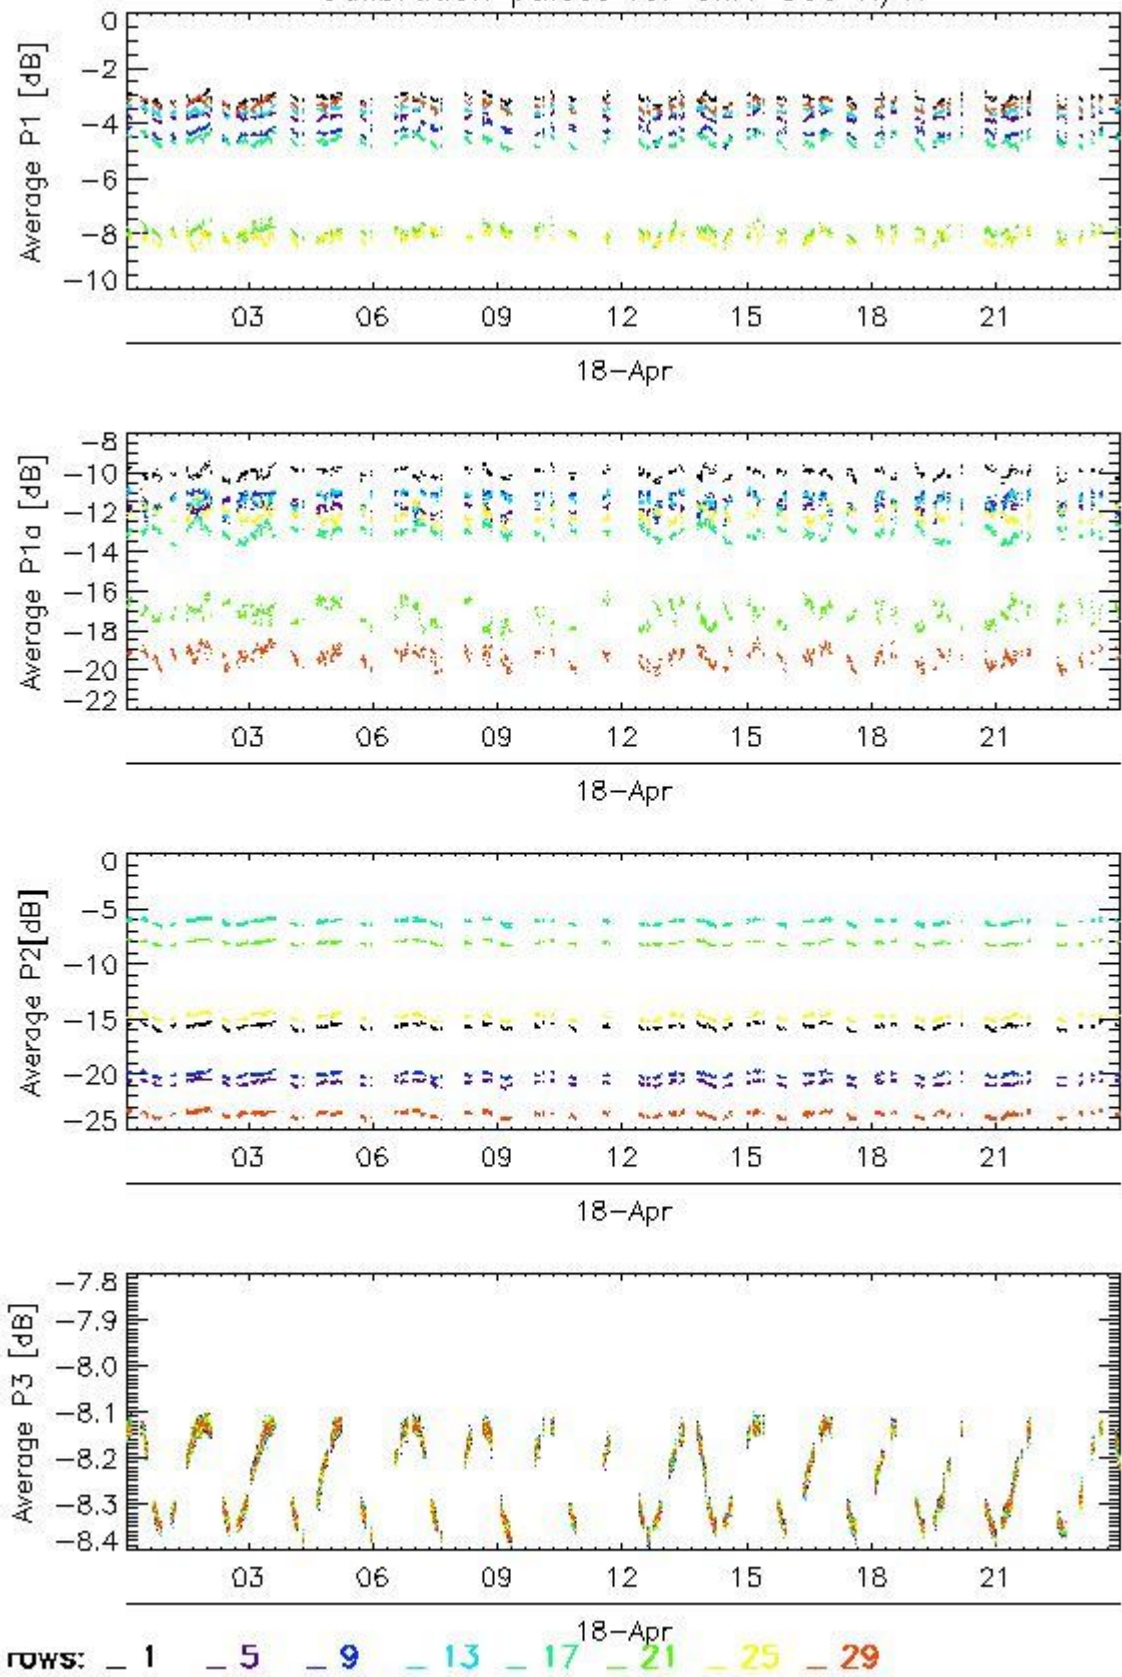 0
-2
-4
-6
-8
-10
Average P1 [dB]
03 06 09 12 15 18 21
18-Apr
-8
-10
-12
-14
-16
-18
-20
-22
Average P1a [dB]
03 06 09 12 15 18 21
18-Apr
0
-5
-10
-15
-20
-25
Average P2[dB]
03 06 09 12 15 18 21
18-Apr
-7.8
-7.9
-8.0
-8.1
-8.2
-8.3
-8.4
Average P3 [dB]
03 06 09 12 15 18 21
18-Apr
rows: _ 1 _ 5 _ 9 _ 13 _ 17 _ 21 _ 25 _ 29